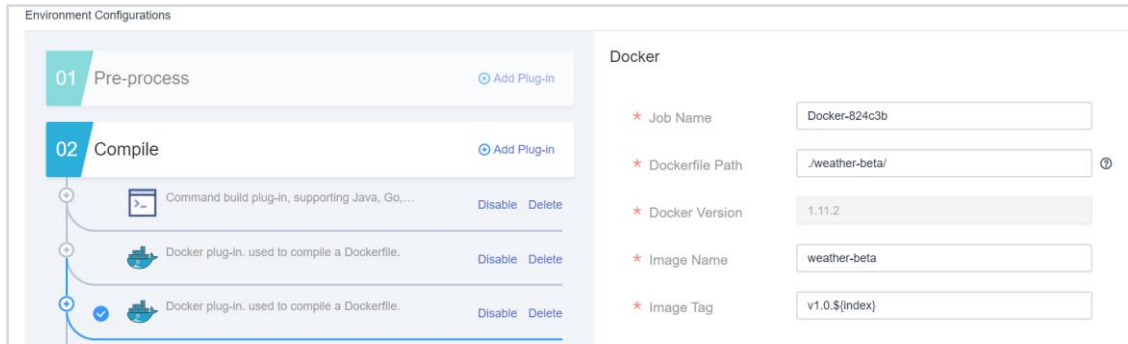 Environment Configurations
01 Pre-process
Add Plug-in
02 Compile
Add Plug-in
Command build plug-in, supporting Java, Go,...
Disable Delete
Docker plug-in. used to compile a Dockerfile.
Disable Delete
Docker plug-in. used to compile a Dockerfile.
Disable Delete
Docker
* Job Name
Docker-824c3b
* Dockerfile Path
./weather-beta/
* Docker Version
1.11.2
* Image Name
weather-beta
* Image Tag
v1.0.${index}